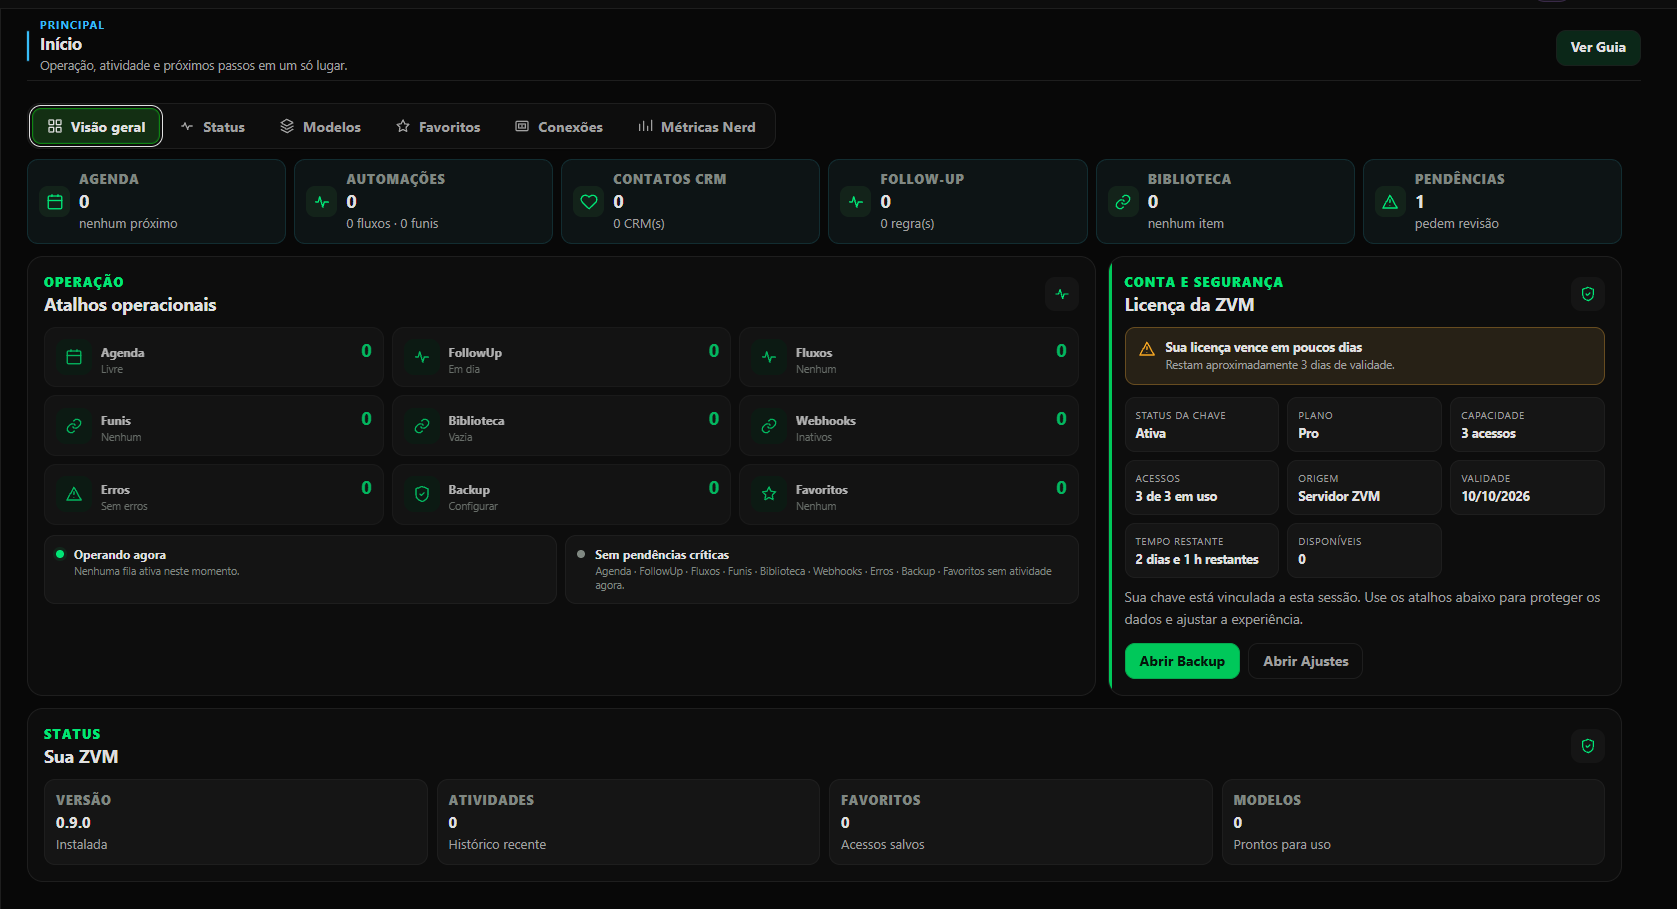 PRINCIPAL
Início
Operação, atividade e próximos passos em um só lugar.
Ver Guia
Visão geral
Status
Modelos
Favoritos
Conexões
Métricas Nerd
AGENDA
0
nenhum próximo
AUTOMAÇÕES
0
0 fluxos · 0 funis
CONTATOS CRM
0
0 CRM(s)
FOLLOW-UP
0
0 regra(s)
BIBLIOTECA
0
nenhum item
PENDÊNCIAS
1
pedem revisão
OPERAÇÃO
Atalhos operacionais
Agenda
0
Livre
FollowUp
0
Em dia
Fluxos
0
Nenhum
Funis
0
Nenhum
Biblioteca
0
Vazia
Webhooks
0
Inativos
Erros
0
Sem erros
Backup
0
Configurar
Favoritos
0
Nenhum
Operando agora
Nenhuma fila ativa neste momento.
Sem pendências críticas
Agenda · FollowUp · Fluxos · Funis · Biblioteca · Webhooks · Erros · Backup · Favoritos sem atividade
agora.
CONTA E SEGURANÇA
Licença da ZVM
Sua licença vence em poucos dias
Restam aproximadamente 3 dias de validade.
STATUS DA CHAVE
Ativa
PLANO
Pro
CAPACIDADE
3 acessos
ACESSOS
3 de 3 em uso
ORIGEM
Servidor ZVM
VALIDADE
10/10/2026
TEMPO RESTANTE
2 dias e 1 h restantes
DISPONÍVEIS
0
Sua chave está vinculada a esta sessão. Use os atalhos abaixo para proteger os
dados e ajustar a experiência.
Abrir Backup
Abrir Ajustes
STATUS
Sua ZVM
VERSÃO
0.9.0
Instalada
ATIVIDADES
0
Histórico recente
FAVORITOS
0
Acessos salvos
MODELOS
0
Prontos para uso